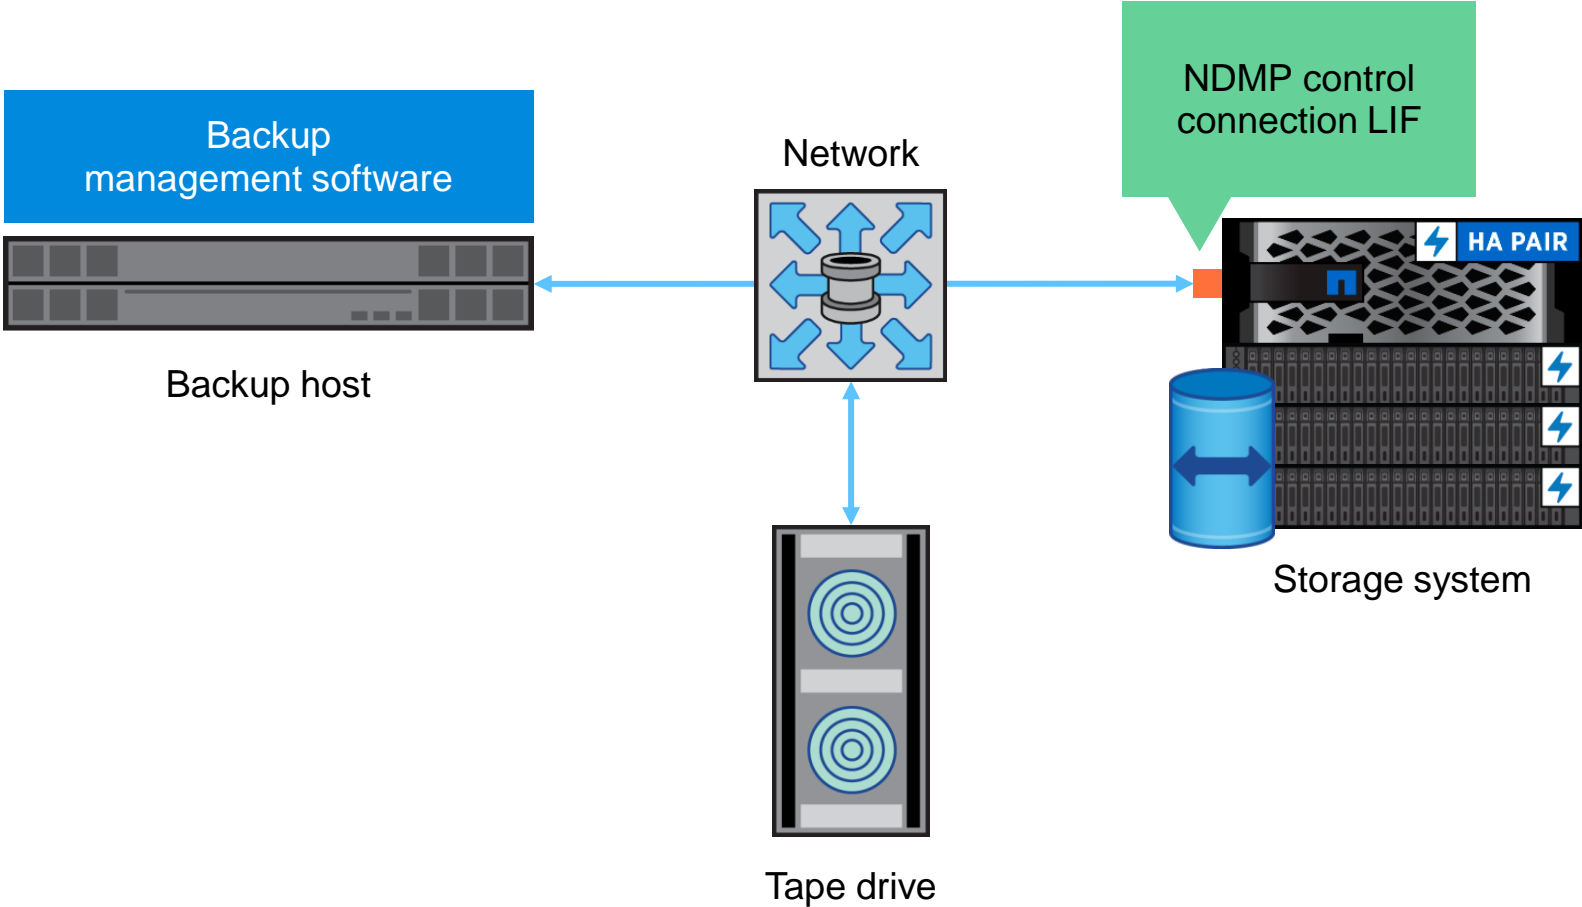 NDMP control
connection LIF
Backup
management software
Network
HA PAIR
Backup host
Storage system
Tape drive